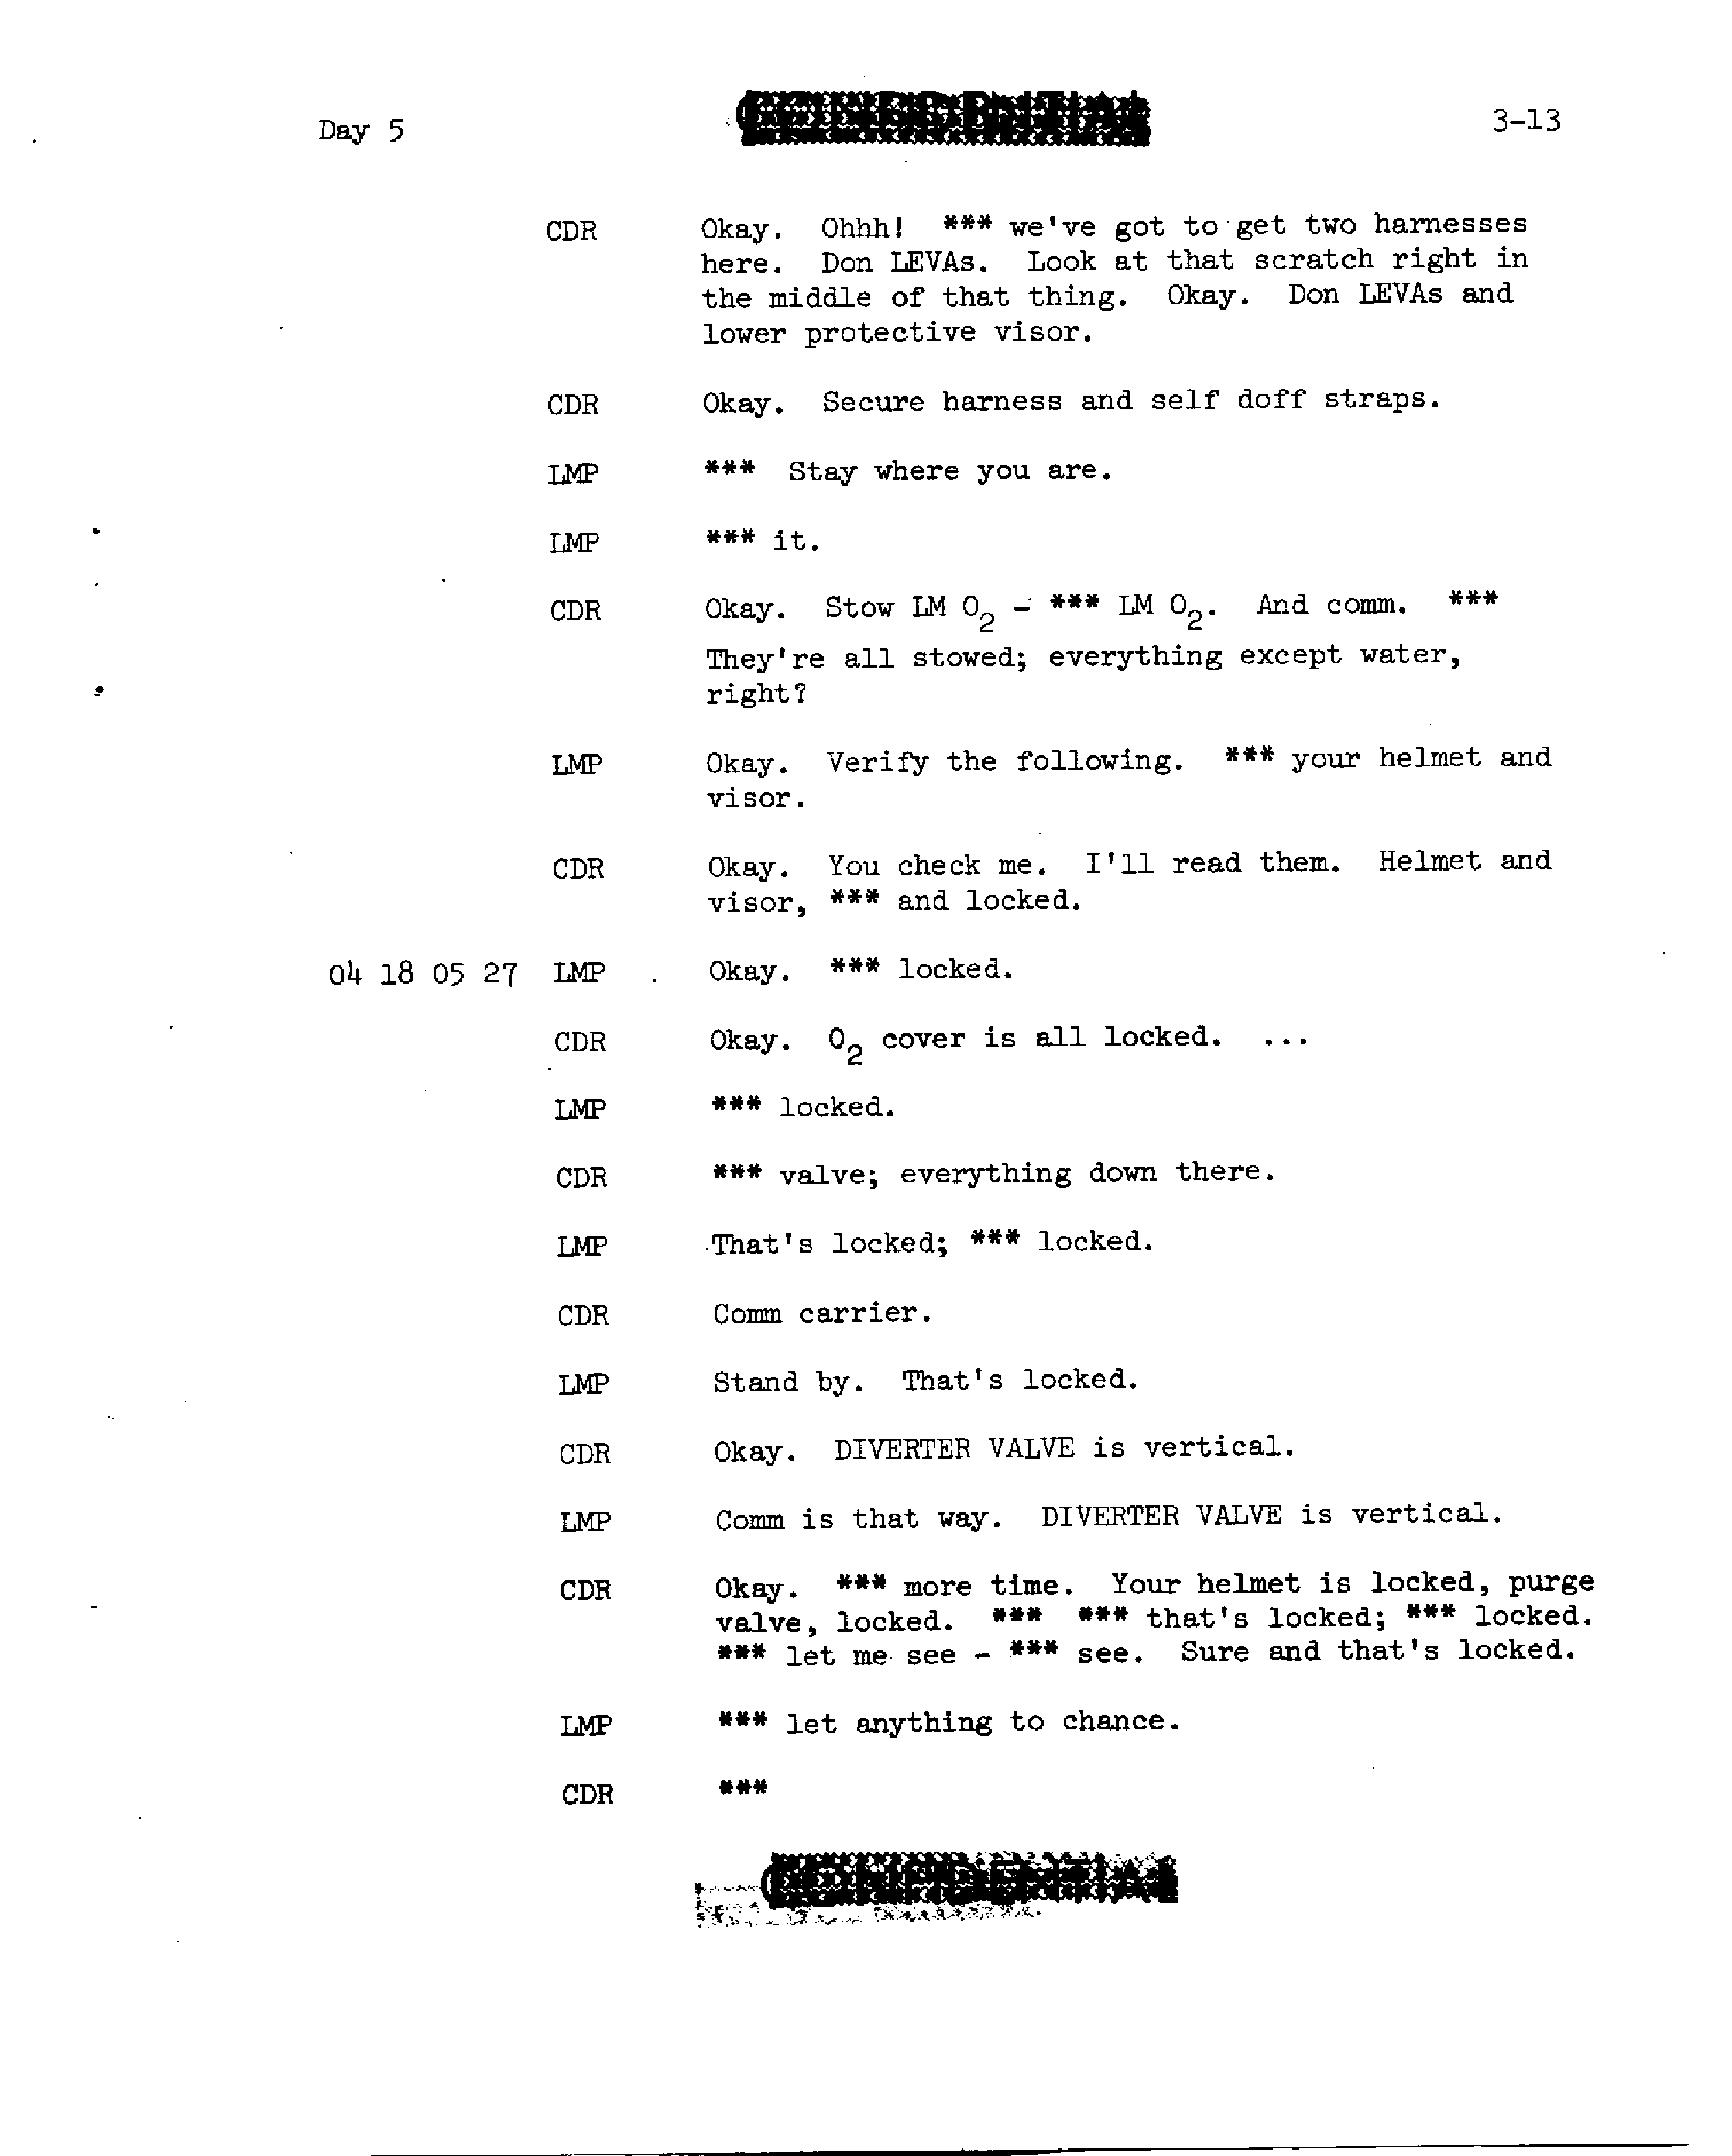 Day 5
CONFIDENTIAL
3-13
CDR Okay. Ohhh! *** we've got to get two harnesses
here. Don LEVAs. Look at that scratch right in
the middle of that thing. Okay. Don LEVAs and
lower protective visor.
CDR Okay. Secure harness and self doff straps.
LMP *** Stay where you are.
LMP *** it.
CDR Okay. Stow LM O2 - *** LM O2. And comm. ***
They're all stowed; everything except water,
right?
LMP Okay. Verify the following. *** your helmet and
visor.
CDR Okay. You check me. I'll read them. Helmet and
visor, *** and locked.
04 18 05 27 LMP Okay. *** locked.
CDR Okay. O2 cover is all locked. ...
LMP *** locked.
CDR *** valve; everything down there.
LMP That's locked; *** locked.
CDR Comm carrier.
LMP Stand by. That's locked.
CDR Okay. DIVERTER VALVE is vertical.
LMP Comm is that way. DIVERTER VALVE is vertical.
CDR Okay. *** more time. Your helmet is locked, purge
valve, locked. *** *** that's locked; *** locked.
*** let me see - *** see. Sure and that's locked.
LMP *** let anything to chance.
CDR ***
CONFIDENTIAL